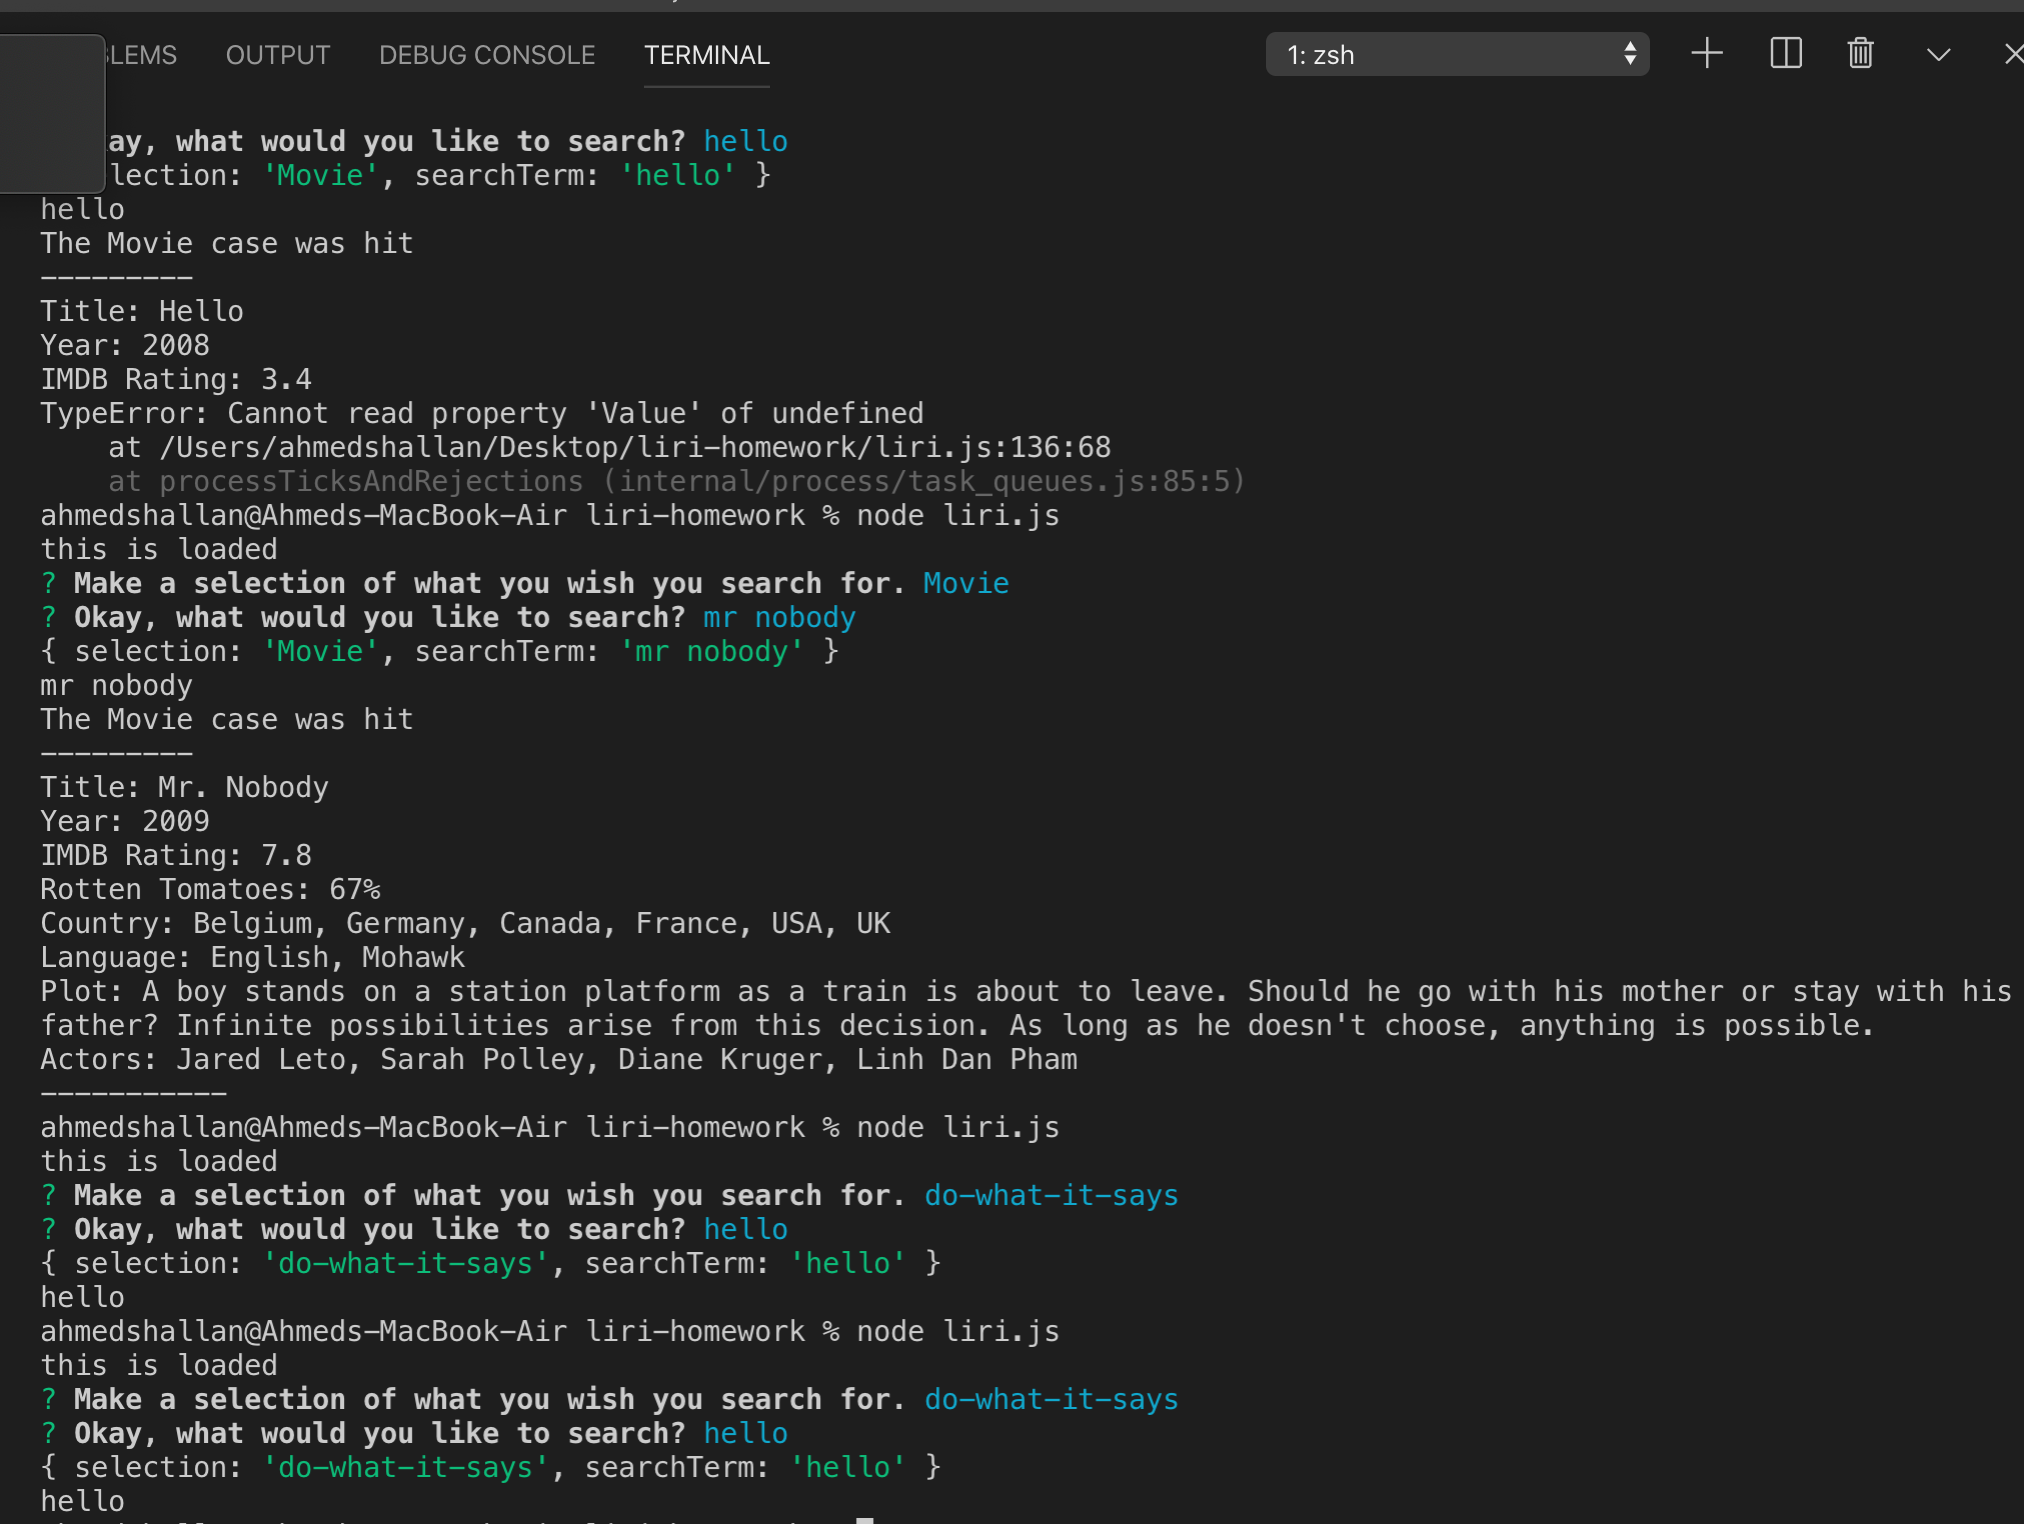 BLEMS OUTPUT DEBUG CONSOLE TERMINAL 1: zsh
ay, what would you like to search? hello
lection: 'Movie', searchTerm: 'hello' }
hello
The Movie case was hit
---------
Title: Hello
Year: 2008
IMDB Rating: 3.4
TypeError: Cannot read property 'Value' of undefined
    at /Users/ahmedshallan/Desktop/liri-homework/liri.js:136:68
    at processTicksAndRejections (internal/process/task_queues.js:85:5)
ahmedshallan@Ahmeds-MacBook-Air liri-homework % node liri.js
this is loaded
? Make a selection of what you wish you search for. Movie
? Okay, what would you like to search? mr nobody
{ selection: 'Movie', searchTerm: 'mr nobody' }
mr nobody
The Movie case was hit
---------
Title: Mr. Nobody
Year: 2009
IMDB Rating: 7.8
Rotten Tomatoes: 67%
Country: Belgium, Germany, Canada, France, USA, UK
Language: English, Mohawk
Plot: A boy stands on a station platform as a train is about to leave. Should he go with his mother or stay with his
father? Infinite possibilities arise from this decision. As long as he doesn't choose, anything is possible.
Actors: Jared Leto, Sarah Polley, Diane Kruger, Linh Dan Pham
-----------
ahmedshallan@Ahmeds-MacBook-Air liri-homework % node liri.js
this is loaded
? Make a selection of what you wish you search for. do-what-it-says
? Okay, what would you like to search? hello
{ selection: 'do-what-it-says', searchTerm: 'hello' }
hello
ahmedshallan@Ahmeds-MacBook-Air liri-homework % node liri.js
this is loaded
? Make a selection of what you wish you search for. do-what-it-says
? Okay, what would you like to search? hello
{ selection: 'do-what-it-says', searchTerm: 'hello' }
hello